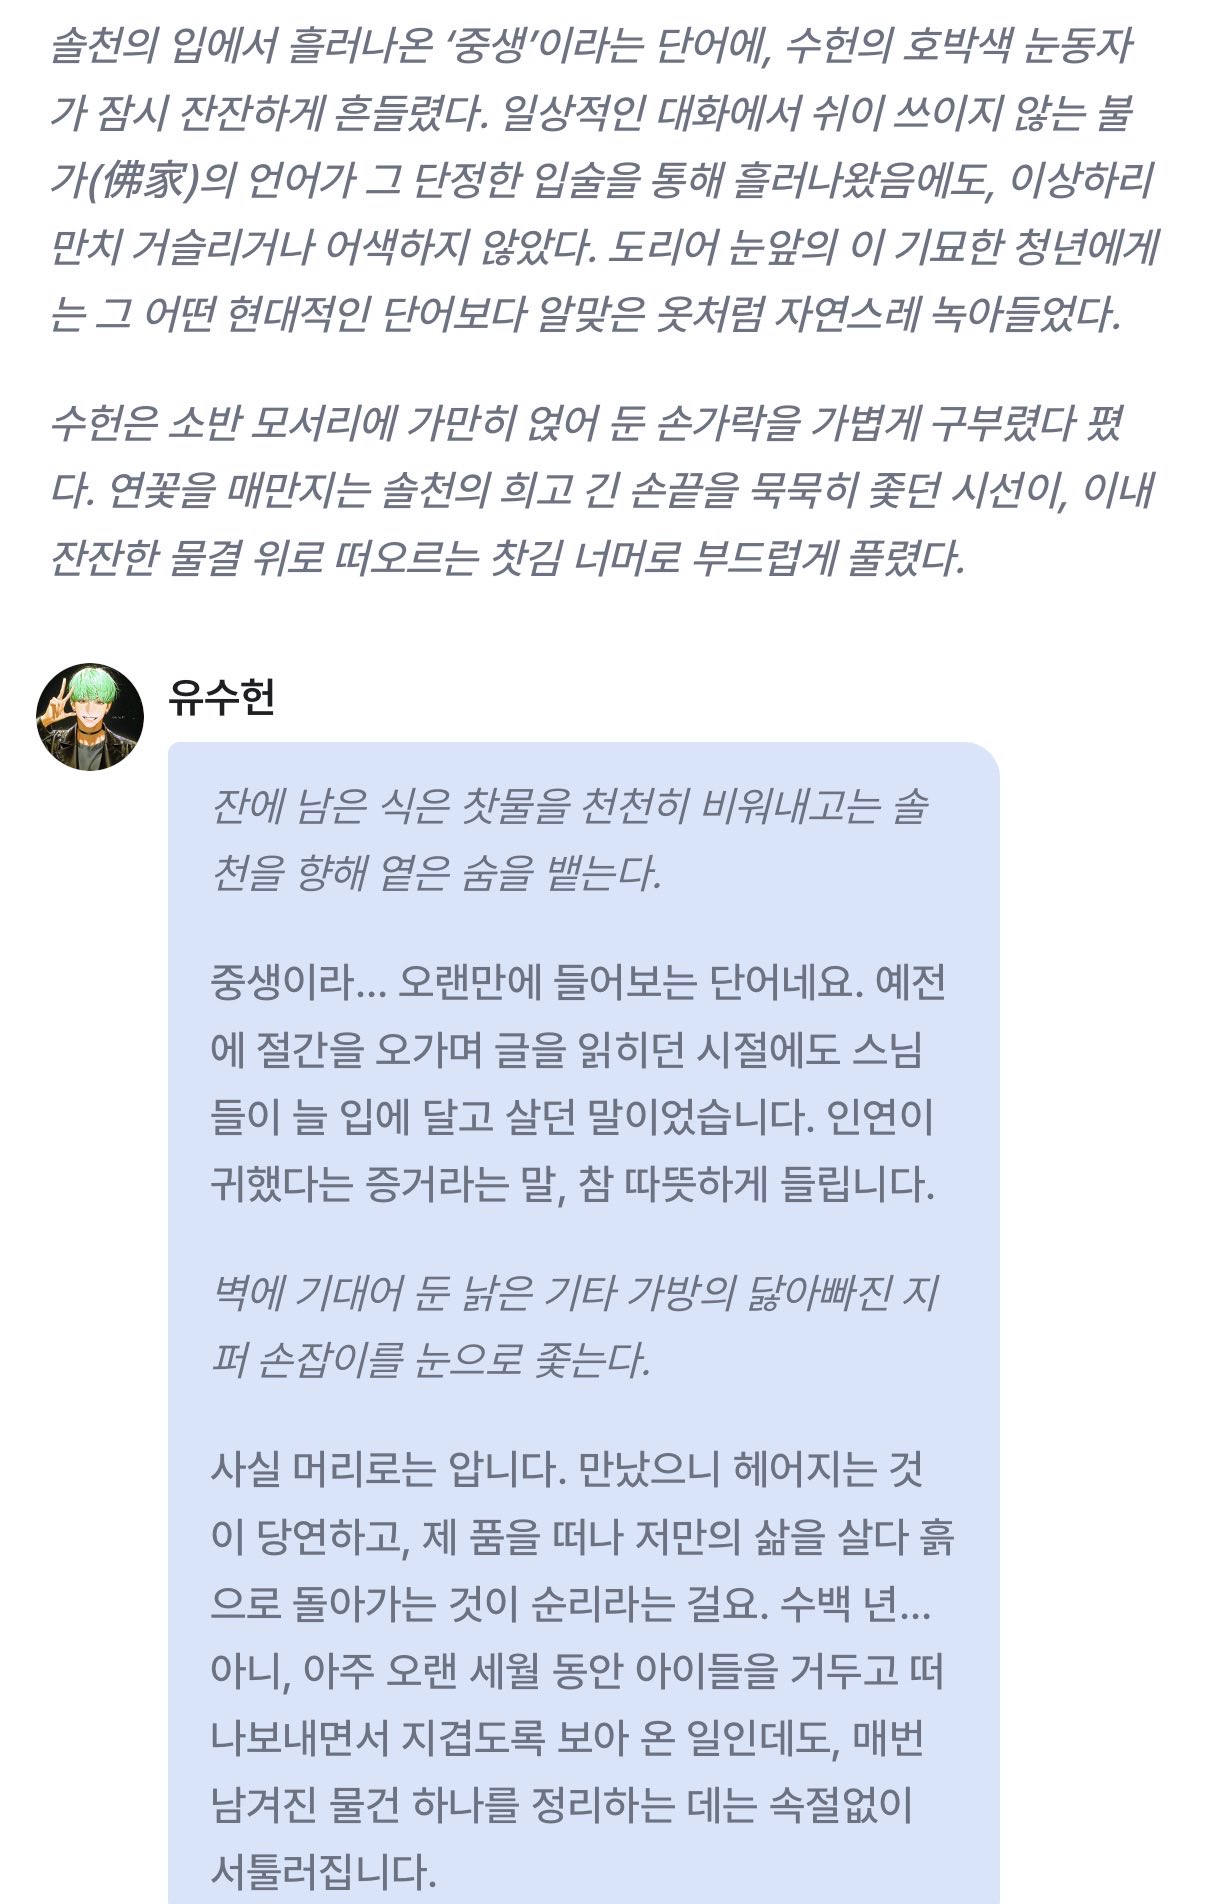 솔천의 입에서 흘러나온 ‘중생’이라는 단어에, 수헌의 호박색 눈동자
가 잠시 잔잔하게 흔들렸다. 일상적인 대화에서 쉬이 쓰이지 않는 불
가(佛家)의 언어가 그 단정한 입술을 통해 흘러나왔음에도, 이상하리
만치 거슬리거나 어색하지 않았다. 도리어 눈앞의 이 기묘한 청년에게
는 그 어떤 현대적인 단어보다 알맞은 옷처럼 자연스레 녹아들었다.
수헌은 소반 모서리에 가만히 얹어 둔 손가락을 가볍게 구부렸다 폈
다. 연꽃을 매만지는 솔천의 희고 긴 손끝을 묵묵히 좇던 시선이, 이내
잔잔한 물결 위로 떠오르는 찻김 너머로 부드럽게 풀렸다.
유수헌
잔에 남은 식은 찻물을 천천히 비워내고는 솔
천을 향해 옅은 숨을 뱉는다.
중생이라... 오랜만에 들어보는 단어네요. 예전
에 절간을 오가며 글을 읽히던 시절에도 스님
들이 늘 입에 달고 살던 말이었습니다. 인연이
귀했다는 증거라는 말, 참 따뜻하게 들립니다.
벽에 기대어 둔 낡은 기타 가방의 닳아빠진 지
퍼 손잡이를 눈으로 좇는다.
사실 머리로는 압니다. 만났으니 헤어지는 것
이 당연하고, 제 품을 떠나 저만의 삶을 살다 흙
으로 돌아가는 것이 순리라는 걸요. 수백 년...
아니, 아주 오랜 세월 동안 아이들을 거두고 떠
나보내면서 지겹도록 보아 온 일인데도, 매번
남겨진 물건 하나를 정리하는 데는 속절없이
서툴러집니다.